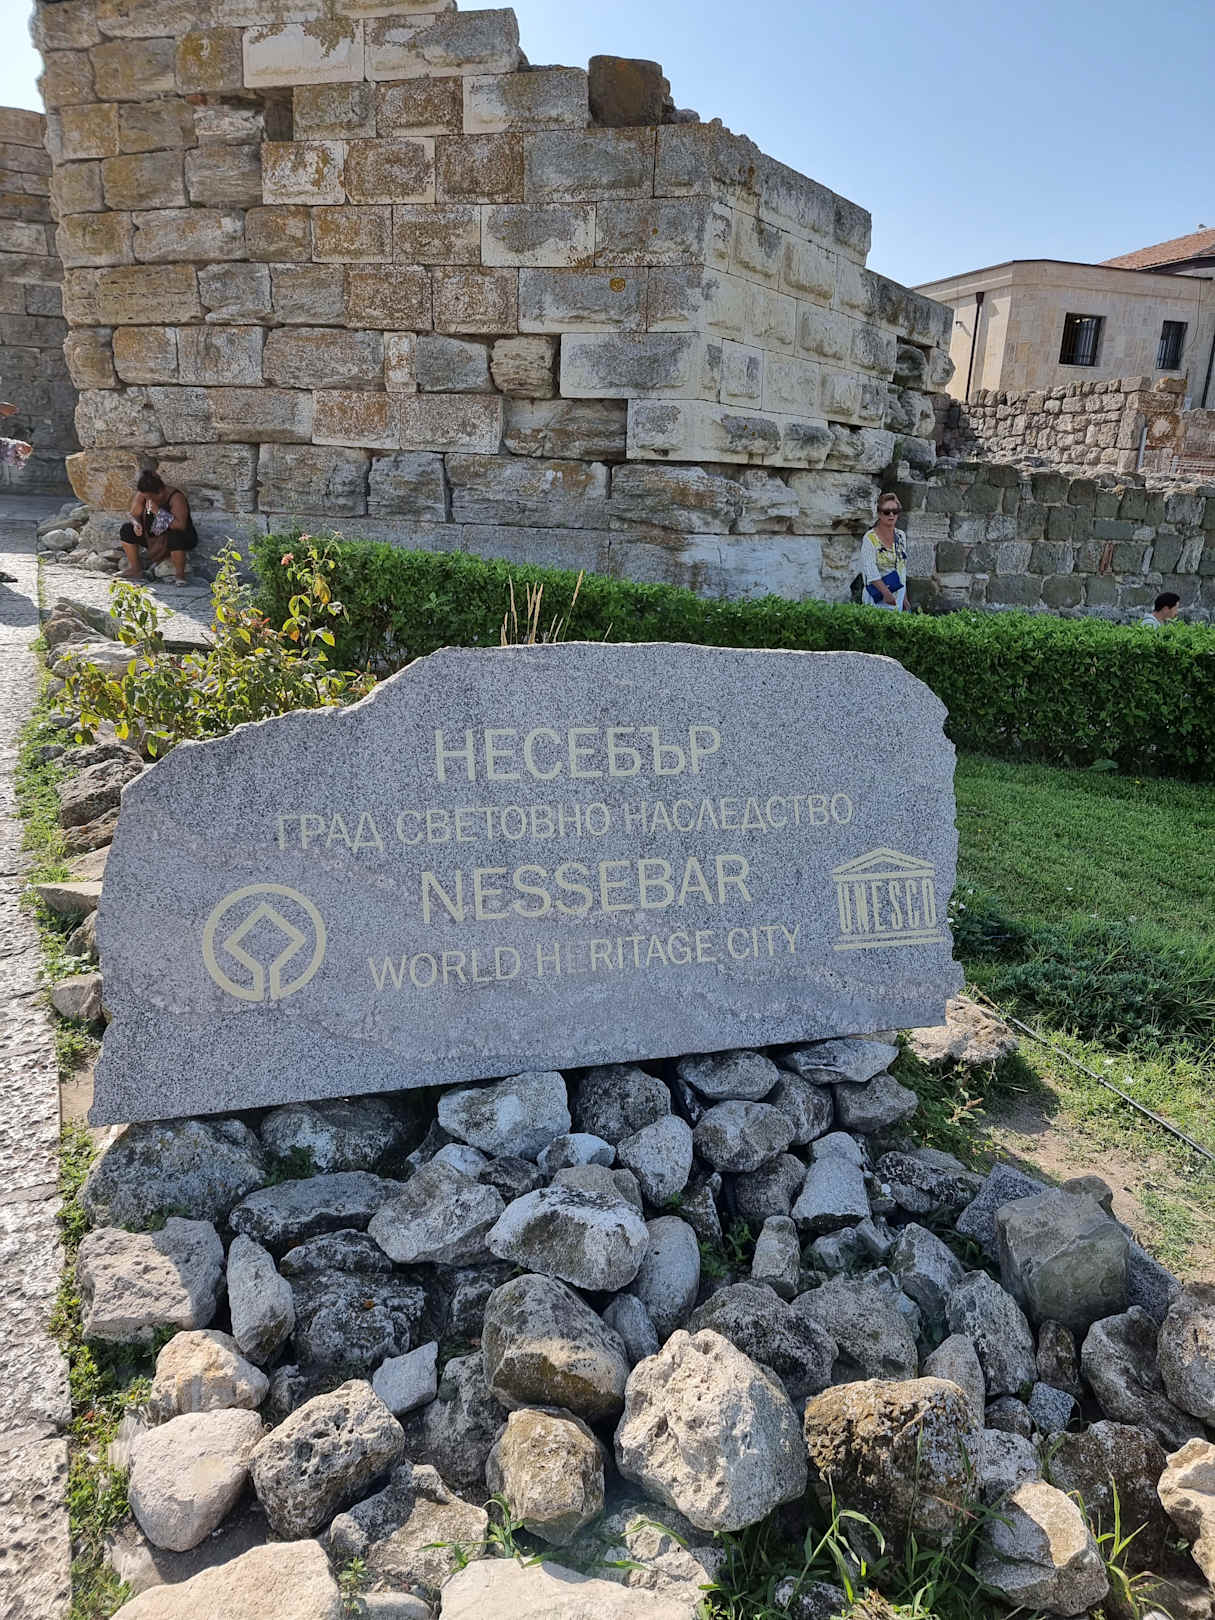 НЕСЕБЪР
ГРАД СВЕТОВНО НАСЛЕДСТВО
NESSEBAR
WORLD HERITAGE CITY
UNESCO